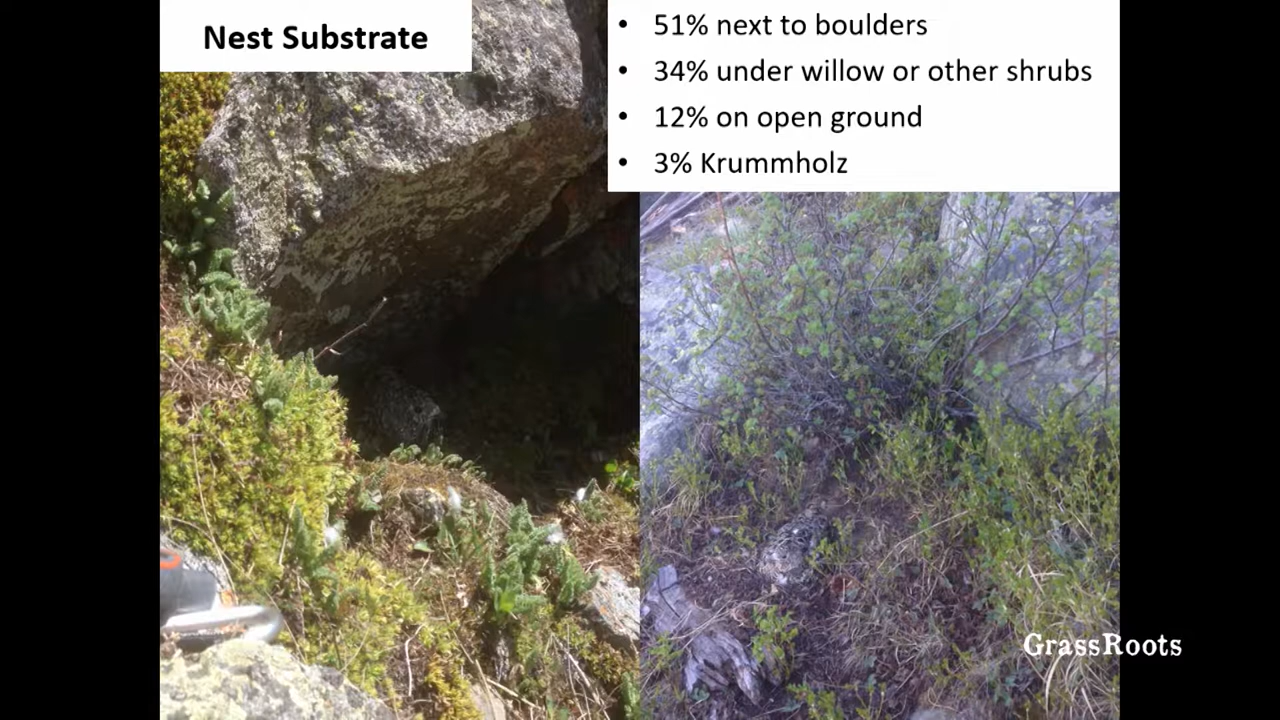 Nest Substrate
• 51% next to boulders
• 34% under willow or other shrubs
• 12% on open ground
• 3% Krummholz
GrassRoots